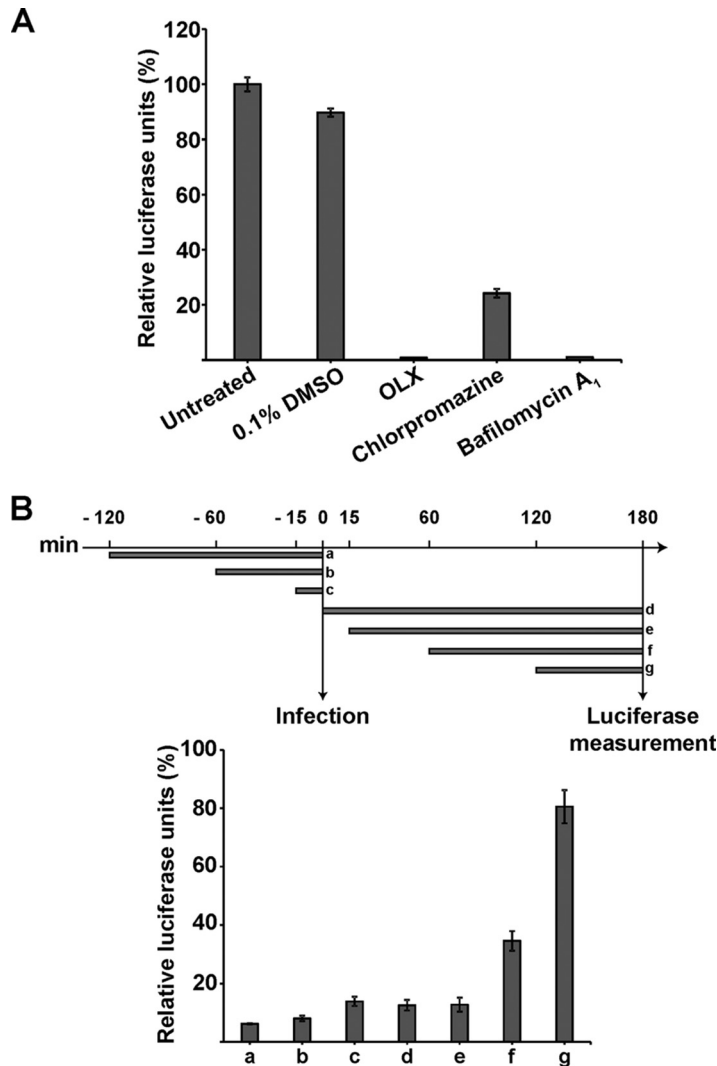 A
Relative luciferase units (%)
120
100
80
60
40
20
Untreated
0.1% DMSO
OLX
Chlorpromazine
Bafilomycin A₁
B
min
- 120
- 60
- 15
0
15
60
120
180
a
b
c
d
e
f
g
Infection
Luciferase
measurement
Relative luciferase units (%)
100
80
60
40
20
a b c d e f g